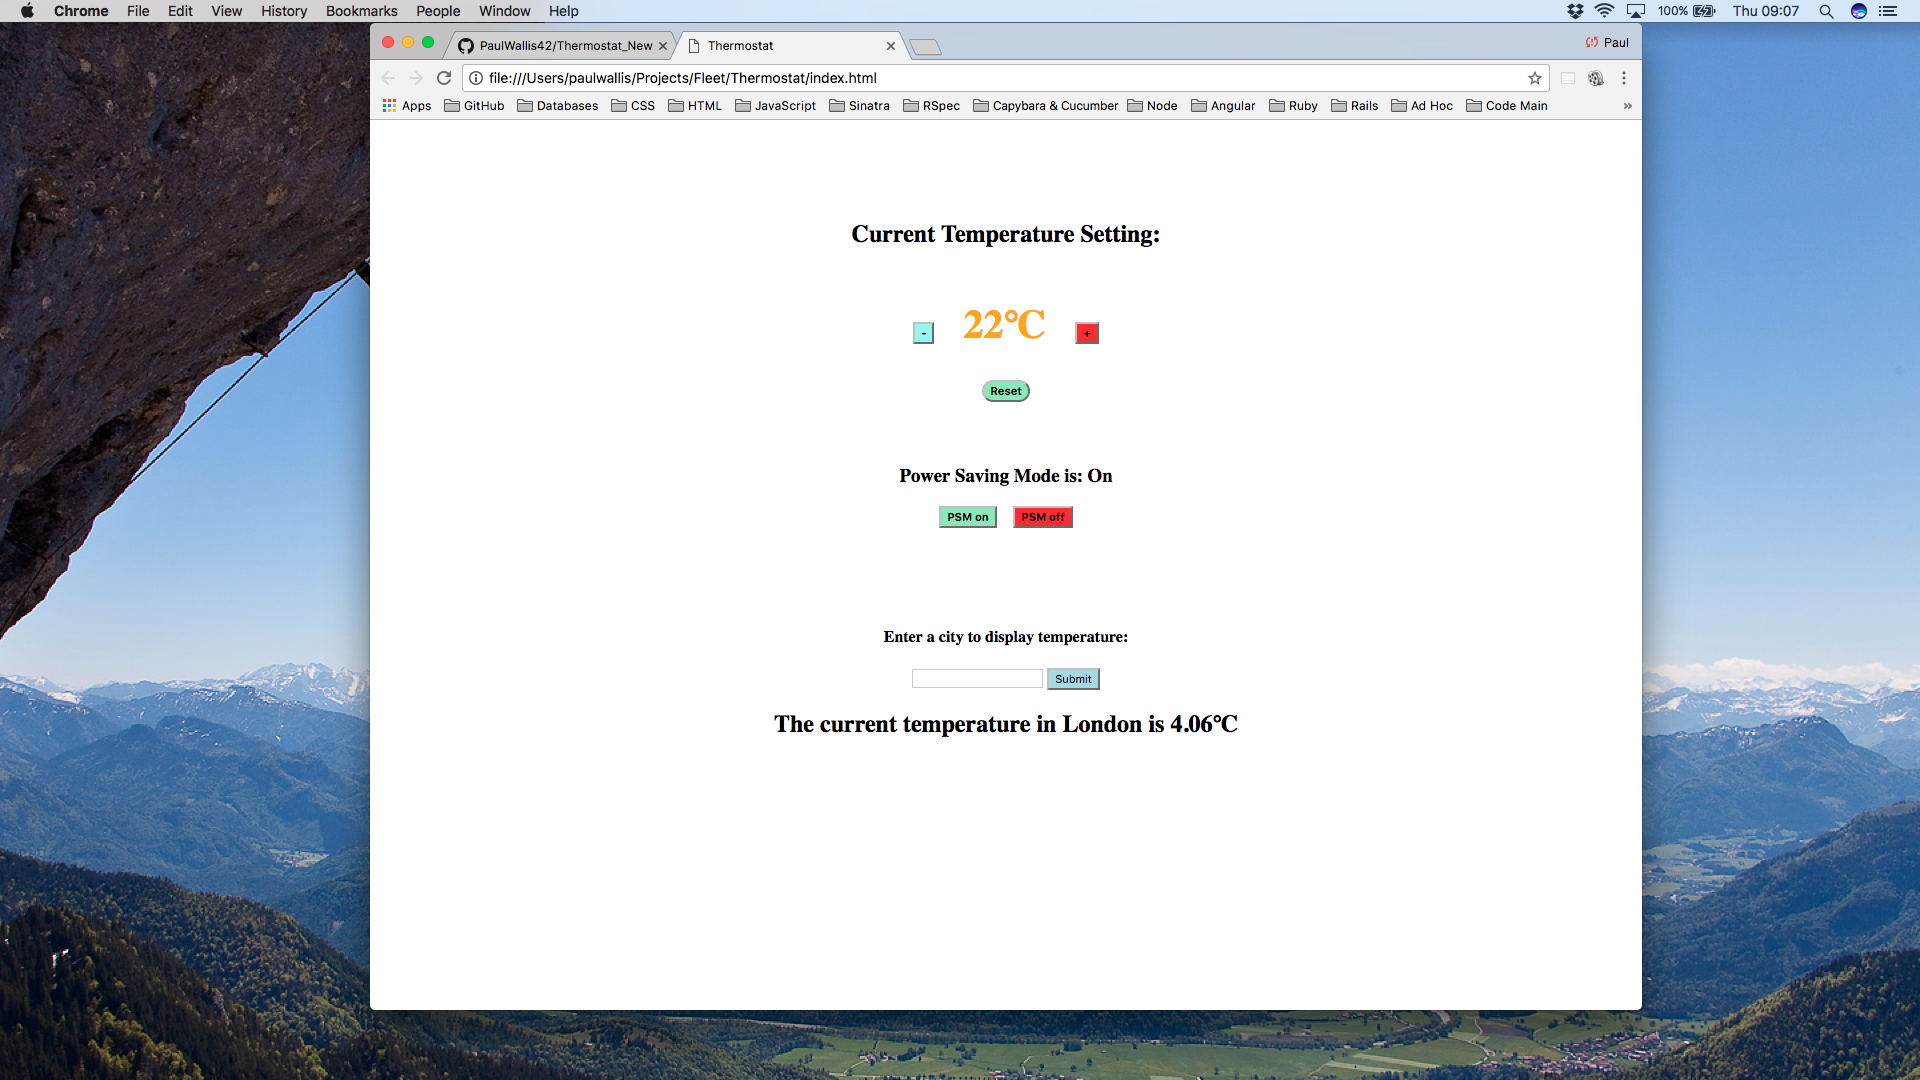 Chrome File Edit View History Bookmarks People Window Help 100% Thu 09:07
PaulWallis42/Thermostat_New Thermostat Paul
file:///Users/paulwallis/Projects/Fleet/Thermostat/index.html
Apps GitHub Databases CSS HTML JavaScript Sinatra RSpec Capybara & Cucumber Node Angular Ruby Rails Ad Hoc Code Main »
Current Temperature Setting:
- 22°C +
Reset
Power Saving Mode is: On
PSM on PSM off
Enter a city to display temperature:
Submit
The current temperature in London is 4.06°C